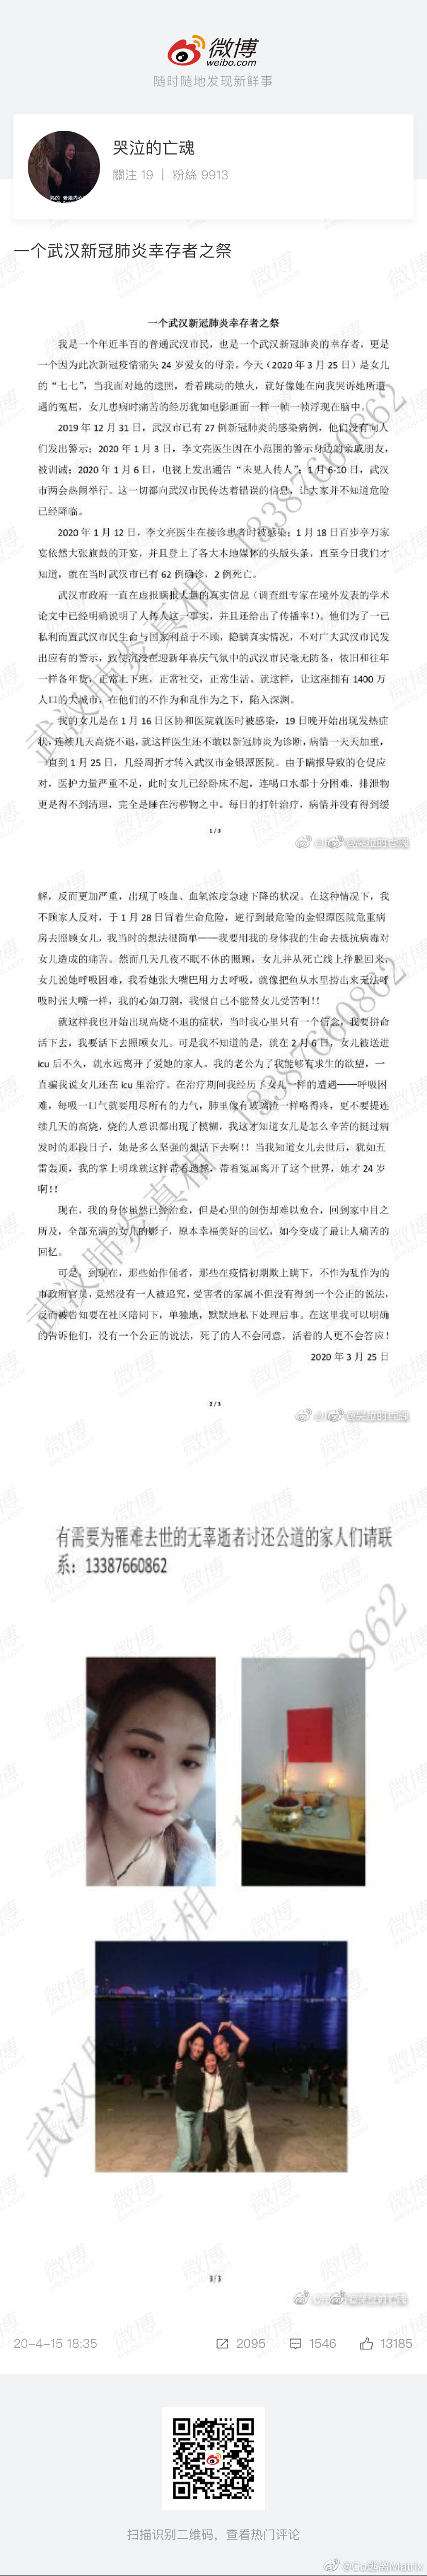 微博
weibo.com
随时随地发现新鲜事
哭泣的亡魂
關注 19 | 粉絲 9913
一个武汉新冠肺炎幸存者之祭
一个武汉新冠肺炎幸存者之祭
我是一个年近半百的普通武汉市民，也是一个武汉新冠肺炎的幸存者，更是
一个因为此次新冠疫情痛失 24 岁爱女的母亲。今天（2020 年 3 月 25 日）是女儿
的“七七”，当我面对她的遗照，看着跳动的烛火，就好像她在向我哭诉她所遭
遇的冤屈，女儿患病时痛苦的经历犹如电影画面一样一帧一帧浮现在脑中。
2019 年 12 月 31 日，武汉市已有 27 例新冠肺炎的感染病例，他们没有向人
们发出警示；2020 年 1 月 3 日，李文亮医生因在小范围的警示身边的亲戚朋友，
被训诫；2020 年 1 月 6 日，电视上发出通告“未见人传人”；1 月 6-10 日，武汉
市两会热闹举行。这一切都向武汉市民传达着错误的信息，让大家并不知道危险
已经降临。
2020 年 1 月 12 日，李文亮医生在接诊患者时被感染；1 月 18 日百步亭万家
宴依然大张旗鼓的开宴，并且登上了各大本地媒体的头版头条，直至今日我们才
知道，就在当时武汉市已有 62 例确诊，2 例死亡。
武汉市政府一直在虚报瞒报人量的真实信息（调查组专家在境外发表的学术
论文中已经明确说明了人传人这一事实，并且还给出了传播率！）。他们为了一己
私利而置武汉市民生命与国家利益于不顾，隐瞒真实情况，不对广大武汉市民发
出应有的警示，致使沉浸在迎新年喜庆气氛中的武汉市民毫无防备，依旧和往年
一样备年货，正常上下班，正常社交，正常生活。就这样，让这座拥有 1400 万
人口的大城市，在他们的不作为和乱作为之下，陷入深渊。
我的女儿是在 1 月 16 日区协和医院就医时被感染，19 日晚开始出现发热症
状，连续几天高烧不退，就这样医生还不敢以新冠肺炎为诊断，病情一天天加重，
一直到 1 月 25 日，几经周折才转入武汉市金银潭医院。由于瞒报导致的仓促应
对，医护力量严重不足，此时女儿已经卧床不起，连喝口水都十分困难，排泄物
更是得不到清理，完全是睡在污秽物之中。每日的打针治疗，病情并没有得到缓
1 / 3
解，反而更加严重，出现了咳血、血氧浓度急速下降的状况。在这种情况下，我
不顾家人反对，于 1 月 28 日冒着生命危险，逆行到最危险的金银潭医院危重病
房去照顾女儿，我当时的想法很简单——我要用我的身体我的生命去抵抗病毒对
女儿造成的痛苦。然而几天几夜不眠不休的照顾，女儿并从死亡线上挣脱回来，
女儿说她呼吸困难，我看她张大嘴巴用力去呼吸，就像把鱼从水里捞出来无法呼
吸时张大嘴一样，我的心如刀割，我恨自己不能替女儿受苦啊！！
就这样我也开始出现高烧不退的症状，当时我心里只有一个信念，我要拼命
活下去，我要活下去照顾女儿。可是我不知道的是，就在 2 月 6 日，女儿被送进
icu 后不久，就永远离开了爱她的家人。我的老公为了我能够有求生的欲望，一
直骗我说女儿还在 icu 里治疗。在治疗期间我经历了女儿一样的遭遇——呼吸困
难，每吸一口气就要用尽所有的力气，肺里像有玻璃渣一样咯得疼，更不要提连
续几天的高烧，烧的人意识都出现了模糊，我这才知道女儿是怎么辛苦的挺过病
发时的那段日子，她是多么坚强的想活下去啊！！当我知道女儿去世后，犹如五
雷轰顶，我的掌上明珠就这样带着遗憾，带着冤屈离开了这个世界，她才 24 岁
啊！！
现在，我的身体虽然已经治愈，但是心里的创伤却难以愈合，回到家中目之
所及，全部充满的女儿的影子，原本幸福美好的回忆，如今变成了最让人痛苦的
回忆。
可是，到现在，那些始作俑者，那些在疫情初期欺上瞒下，不作为乱作为的
市政府官员，竟然没有一人被追究，受害者的家属不但没有得到一个公正的说法，
反而被告知要在社区陪同下，单独地，默默地私下处理后事。在这里我可以明确
的告诉他们，没有一个公正的说法，死了的人不会同意，活着的人更不会答应！
2020 年 3 月 25 日
2 / 3
有需要为罹难去世的无辜逝者讨还公道的家人们请联
系：13387660862
3 / 3
武汉肺炎真相 13387660862
20-4-15 18:35
2095
1546
13185
扫描识别二维码，查看热门评论